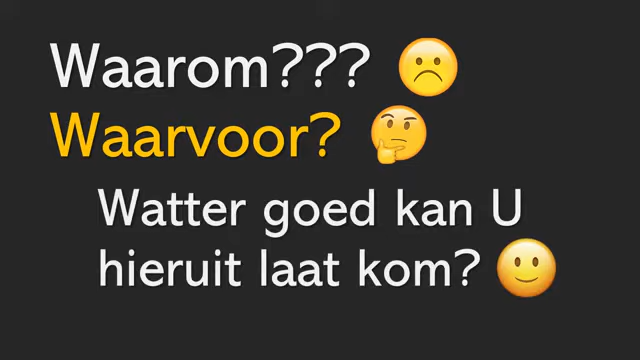 Waarom??? ☹️
Waarvoor? 🤔
Watter goed kan U
hieruit laat kom? 🙂